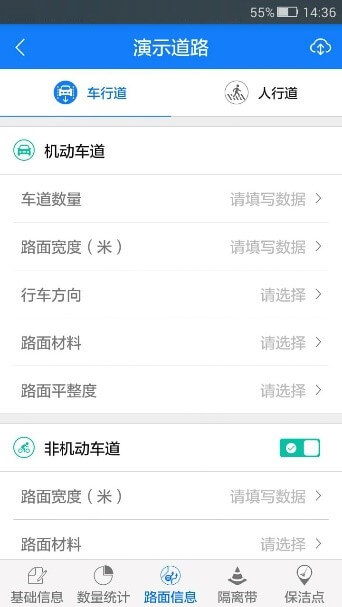 55% 14:36
演示道路
车行道 人行道
机动车道
车道数量 请填写数据
路面宽度（米） 请填写数据
行车方向 请选择
路面材料 请选择
路面平整度 请选择
非机动车道
路面宽度（米） 请填写数据
路面材料 请选择
基础信息 数量统计 路面信息 隔离带 保洁点